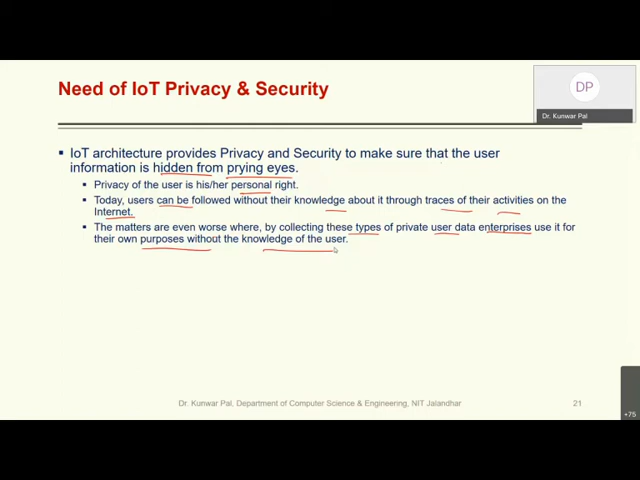 Need of IoT Privacy & Security
DP
Dr. Kunwar Pal
IoT architecture provides Privacy and Security to make sure that the user
information is hidden from prying eyes.
Privacy of the user is his/her personal right.
Today, users can be followed without their knowledge about it through traces of their activities on the
Internet.
The matters are even worse where, by collecting these types of private user data enterprises use it for
their own purposes without the knowledge of the user.
Dr. Kunwar Pal, Department of Computer Science & Engineering, NIT Jalandhar
21
+75